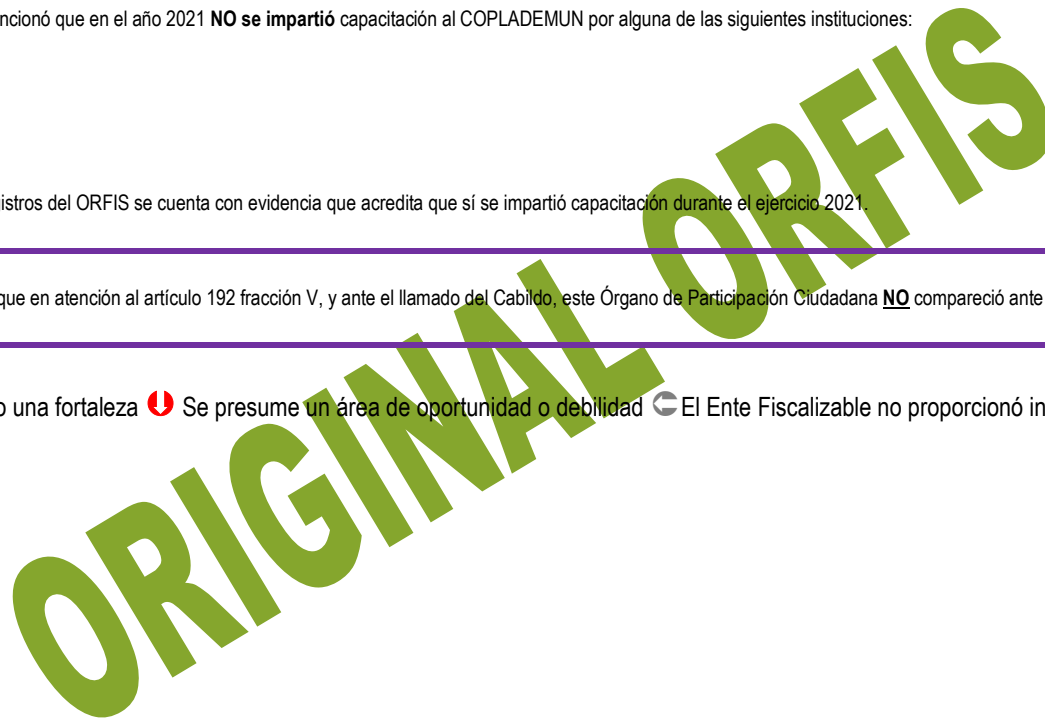 ncionó que en el año 2021 NO se impartió capacitación al COPLADEMUN por alguna de las siguientes instituciones:
istros del ORFIS se cuenta con evidencia que acredita que sí se impartió capacitación durante el ejercicio 2021.
que en atención al artículo 192 fracción V, y ante el llamado del Cabildo, este Órgano de Participación Ciudadana NO compareció ante
o una fortaleza Se presume un área de oportunidad o debilidad El Ente Fiscalizable no proporcionó in
ORIGINAL ORFIS